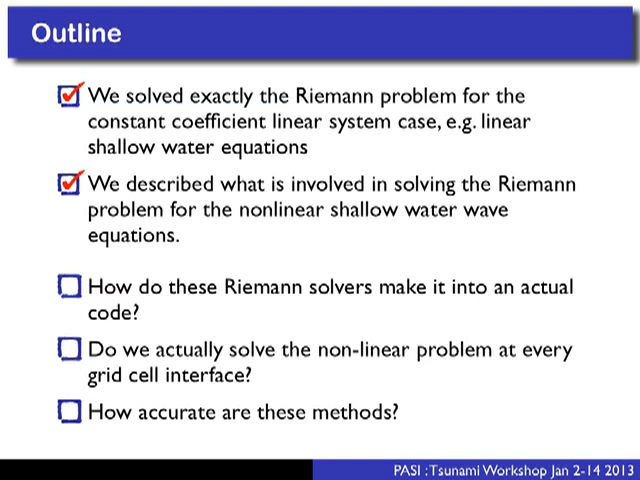 Outline
We solved exactly the Riemann problem for the
constant coefficient linear system case, e.g. linear
shallow water equations
We described what is involved in solving the Riemann
problem for the nonlinear shallow water wave
equations.
How do these Riemann solvers make it into an actual
code?
Do we actually solve the non-linear problem at every
grid cell interface?
How accurate are these methods?
PASI : Tsunami Workshop Jan 2-14 2013